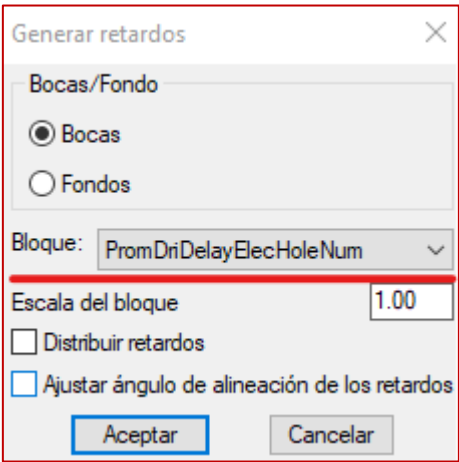 Generar retardos
Bocas/Fondo
Bocas
Fondos
Bloque: PromDriDelayElecHoleNum
Escala del bloque 1.00
Distribuir retardos
Ajustar ángulo de alineación de los retardos
Aceptar Cancelar